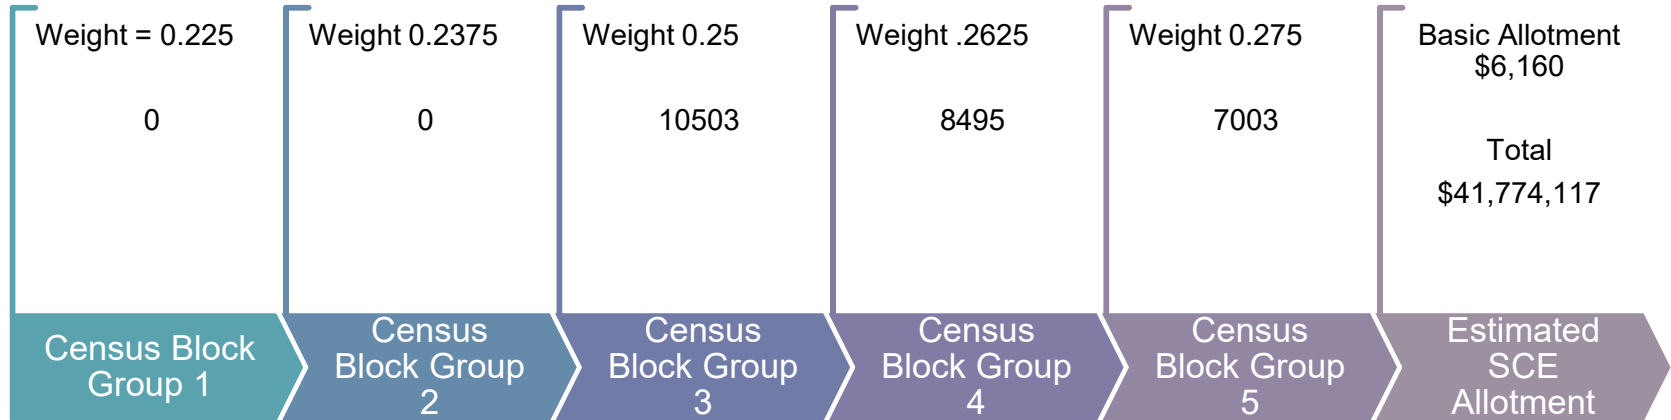 Weight = 0.225
0
Census Block
Group 1
Weight 0.2375
0
Census
Block Group
2
Weight 0.25
10503
Census
Block Group
3
Weight .2625
8495
Census
Block Group
4
Weight 0.275
7003
Census
Block Group
5
Basic Allotment
$6,160
Total
$41,774,117
Estimated
SCE
Allotment